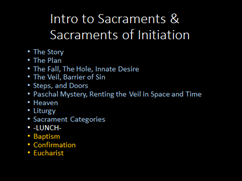 Intro to Sacraments &
Sacraments of Initiation
• The Story
• The Plan
• The Fall, The Hole, Innate Desire
• The Veil, Barrier of Sin
• Steps, and Doors
• Paschal Mystery, Renting the Veil in Space and Time
• Heaven
• Liturgy
• Sacrament Categories
• -LUNCH-
• Baptism
• Confirmation
• Eucharist